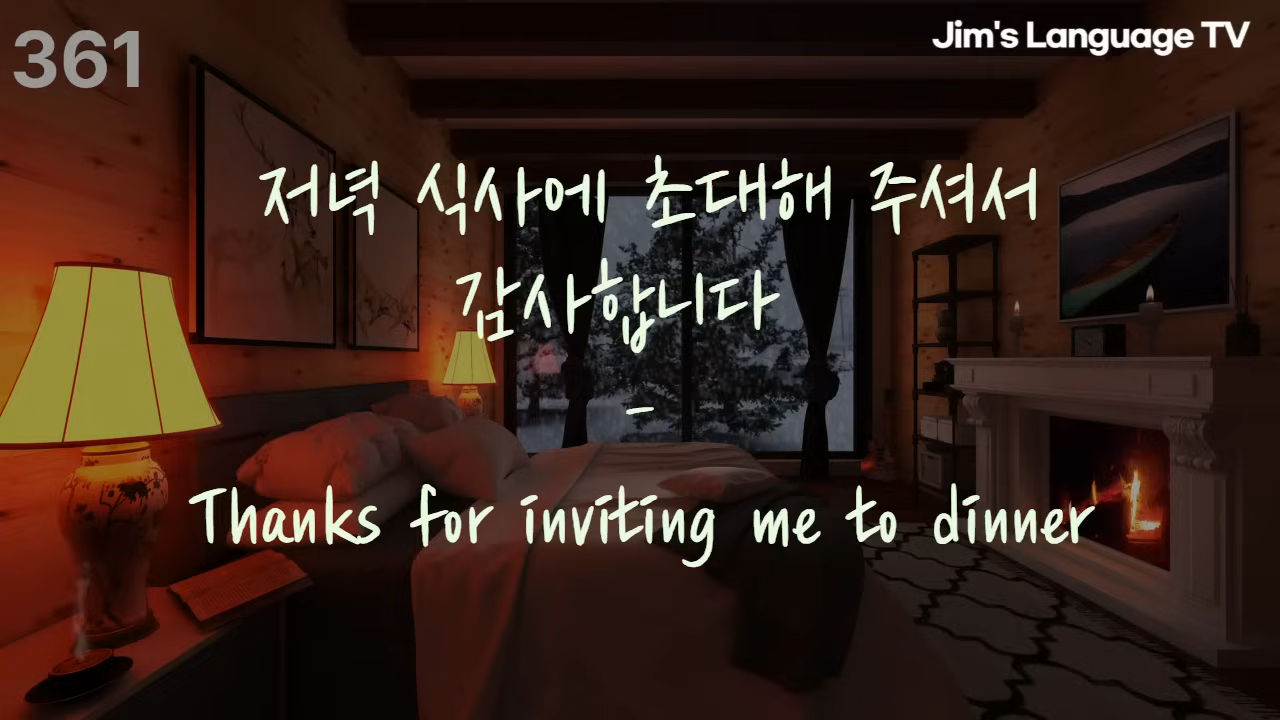 361
Jim's Language TV
저녁 식사에 초대해 주셔서
감사합니다
-
Thanks for inviting me to dinner